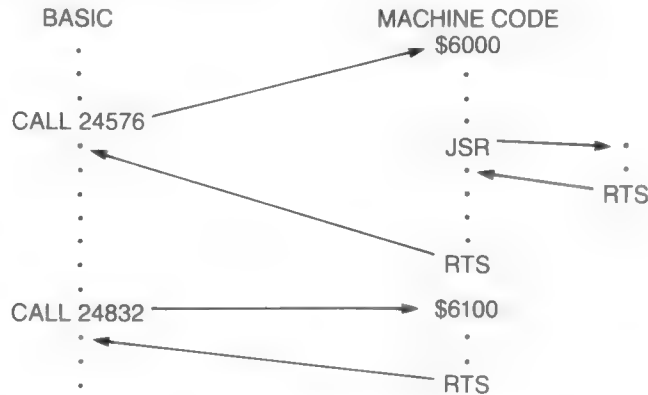 BASIC MACHINE CODE
$6000
CALL 24576
JSR
RTS
RTS
CALL 24832 $6100
RTS